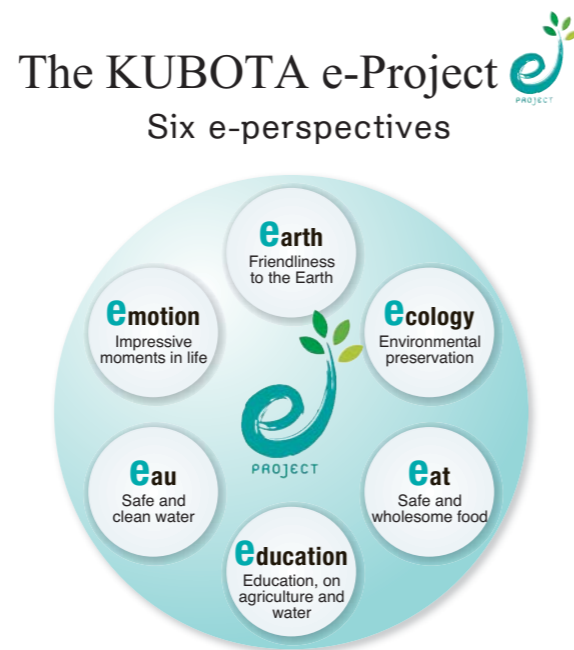 The KUBOTA e-Project
PROJECT
Six e-perspectives
earth
Friendliness
to the Earth
emotion
Impressive
moments in life
ecology
Environmental
preservation
e
PROJECT
eau
Safe and
clean water
eat
Safe and
wholesome food
education
Education, on
agriculture and
water